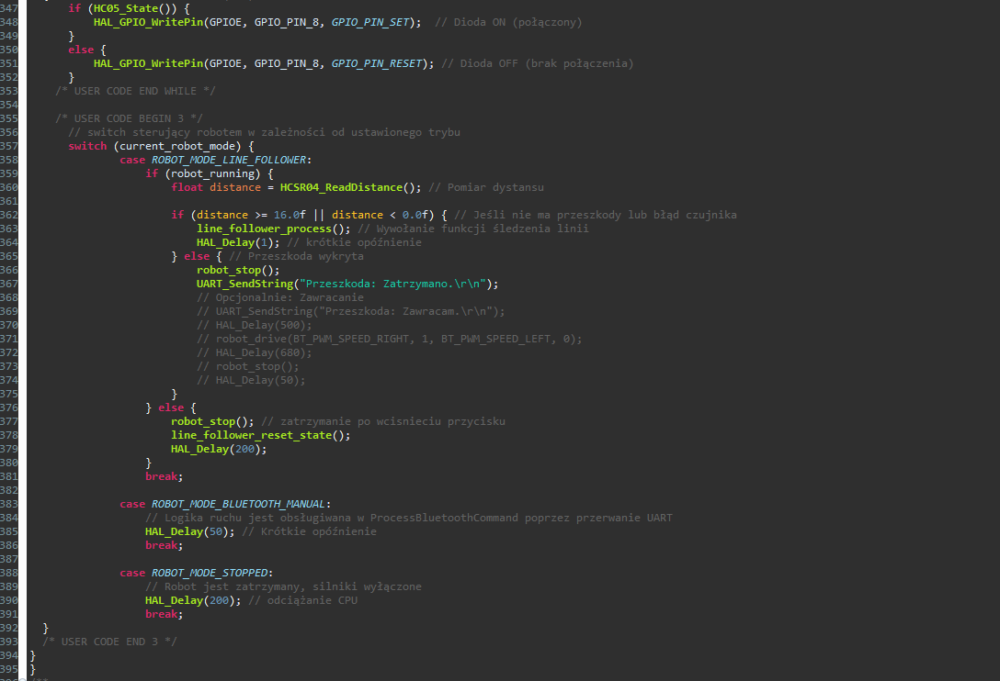 347 if (HC05_State()) {
348 HAL_GPIO_WritePin(GPIOE, GPIO_PIN_8, GPIO_PIN_SET);  // Dioda ON (połączony)
349 }
350 else {
351 HAL_GPIO_WritePin(GPIOE, GPIO_PIN_8, GPIO_PIN_RESET); // Dioda OFF (brak połączenia)
352 }
353 /* USER CODE END WHILE */
354
355 /* USER CODE BEGIN 3 */
356 // switch sterujący robotem w zależności od ustawionego trybu
357 switch (current_robot_mode) {
358 case ROBOT_MODE_LINE_FOLLOWER:
359 if (robot_running) {
360 float distance = HCSR04_ReadDistance(); // Pomiar dystansu
361
362 if (distance >= 16.0f || distance < 0.0f) { // Jeśli nie ma przeszkody lub błąd czujnika
363 line_follower_process(); // Wywołanie funkcji śledzenia linii
364 HAL_Delay(1); // krótkie opóźnienie
365 } else { // Przeszkoda wykryta
366 robot_stop();
367 UART_SendString("Przeszkoda: Zatrzymano.\r\n");
368 // Opcjonalnie: Zawracanie
369 // UART_SendString("Przeszkoda: Zawracam.\r\n");
370 // HAL_Delay(500);
371 // robot_drive(BT_PWM_SPEED_RIGHT, 1, BT_PWM_SPEED_LEFT, 0);
372 // HAL_Delay(680);
373 // robot_stop();
374 // HAL_Delay(50);
375 }
376 } else {
377 robot_stop(); // zatrzymanie po wcisnieciu przycisku
378 line_follower_reset_state();
379 HAL_Delay(200);
380 }
381 break;
382
383 case ROBOT_MODE_BLUETOOTH_MANUAL:
384 // Logika ruchu jest obsługiwana w ProcessBluetoothCommand poprzez przerwanie UART
385 HAL_Delay(50); // Krótkie opóźnienie
386 break;
387
388 case ROBOT_MODE_STOPPED:
389 // Robot jest zatrzymany, silniki wyłączone
390 HAL_Delay(200); // odciążanie CPU
391 break;
392 }
393 /* USER CODE END 3 */
394 }
395 }